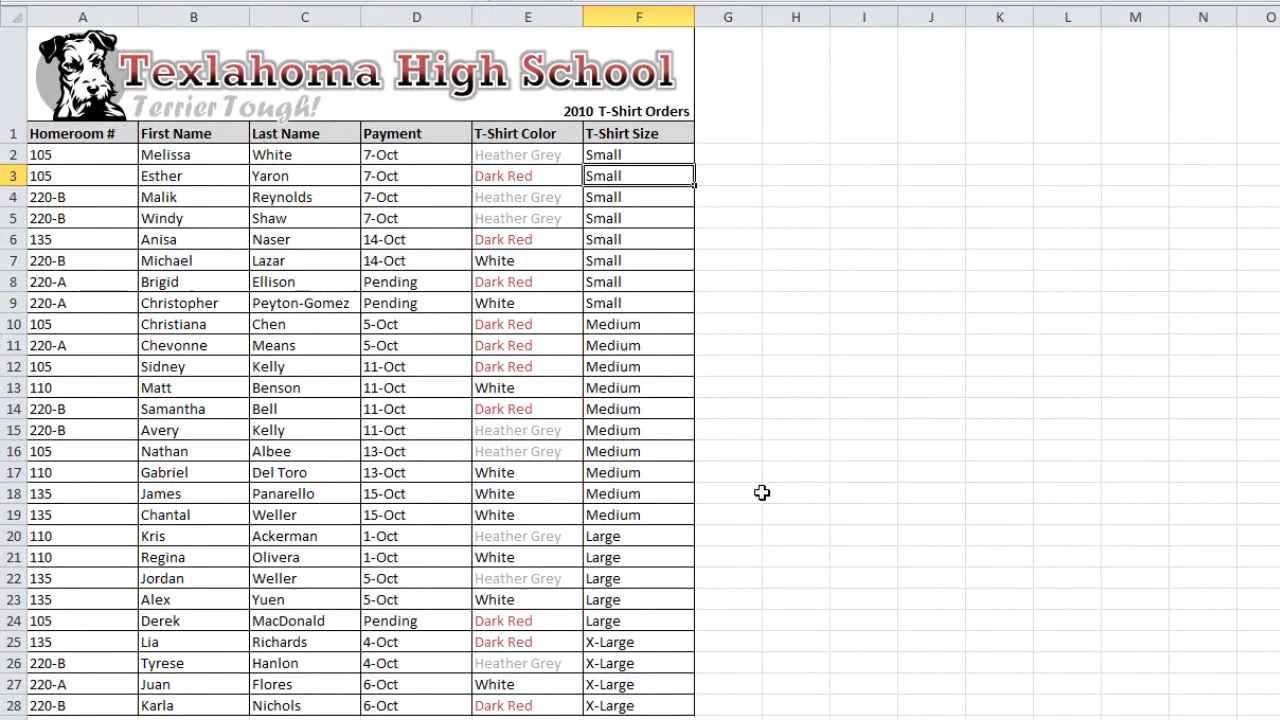 A B C D E F G H I J K L M N O
Texlahoma High School
Terrier Tough!
2010 T-Shirt Orders
1 Homeroom # First Name Last Name Payment T-Shirt Color T-Shirt Size
2 105 Melissa White 7-Oct Heather Grey Small
3 105 Esther Yaron 7-Oct Dark Red Small
4 220-B Malik Reynolds 7-Oct Heather Grey Small
5 220-B Windy Shaw 7-Oct Heather Grey Small
6 135 Anisa Naser 14-Oct Dark Red Small
7 220-B Michael Lazar 14-Oct White Small
8 220-A Brigid Ellison Pending Dark Red Small
9 220-A Christopher Peyton-Gomez Pending White Small
10 105 Christiana Chen 5-Oct Dark Red Medium
11 220-A Chevonne Means 5-Oct Dark Red Medium
12 105 Sidney Kelly 11-Oct Dark Red Medium
13 110 Matt Benson 11-Oct White Medium
14 220-B Samantha Bell 11-Oct Dark Red Medium
15 220-B Avery Kelly 11-Oct Heather Grey Medium
16 105 Nathan Albee 13-Oct Heather Grey Medium
17 110 Gabriel Del Toro 13-Oct White Medium
18 135 James Panarello 15-Oct White Medium
19 135 Chantal Weller 15-Oct White Medium
20 110 Kris Ackerman 1-Oct Heather Grey Large
21 110 Regina Olivera 1-Oct White Large
22 135 Jordan Weller 5-Oct Heather Grey Large
23 135 Alex Yuen 5-Oct White Large
24 105 Derek MacDonald Pending Dark Red Large
25 135 Lia Richards 4-Oct Dark Red X-Large
26 220-B Tyrese Hanlon 4-Oct Heather Grey X-Large
27 220-A Juan Flores 6-Oct White X-Large
28 220-B Karla Nichols 6-Oct Dark Red X-Large